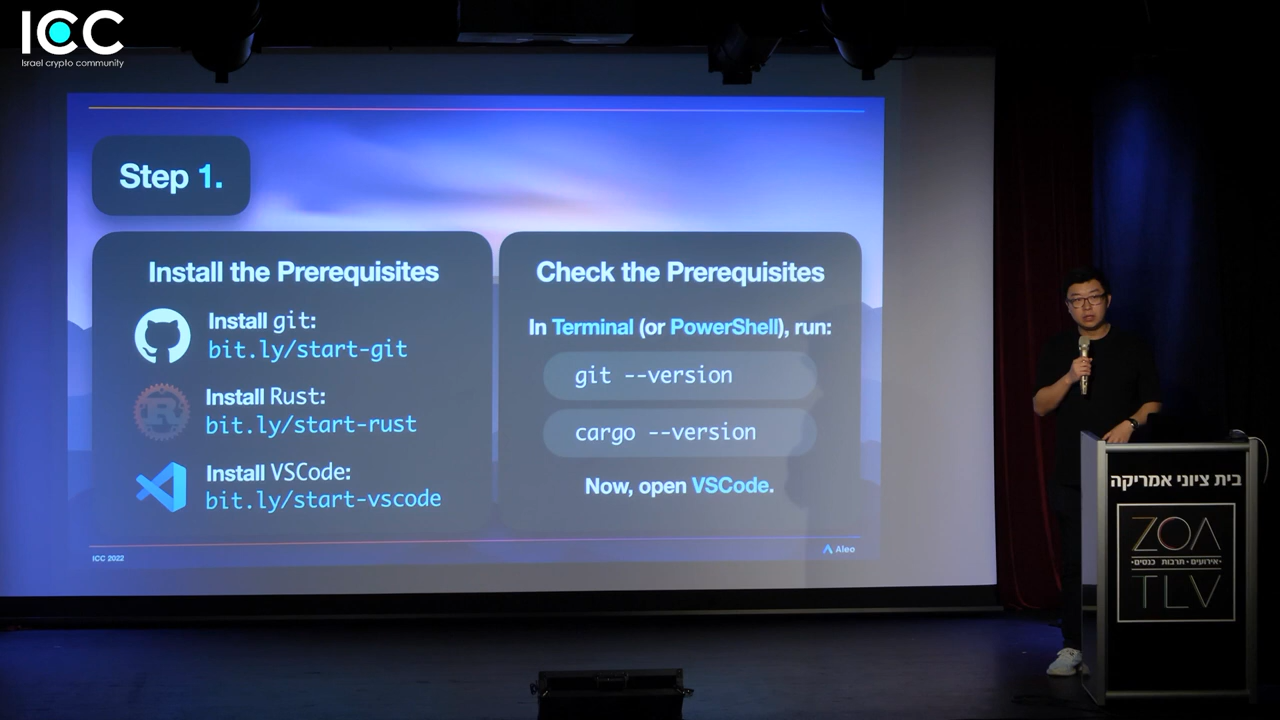 ICC
Israel crypto community
Step 1.
Install the Prerequisites
Install git:
bit.ly/start-git
Install Rust:
bit.ly/start-rust
Install VSCode:
bit.ly/start-vscode
Check the Prerequisites
In Terminal (or PowerShell), run:
git --version
cargo --version
Now, open VSCode.
ICC 2022
Aleo
בית ציוני אמריקה
ZOA
•אירועים • תרבות כנסים•
TLV